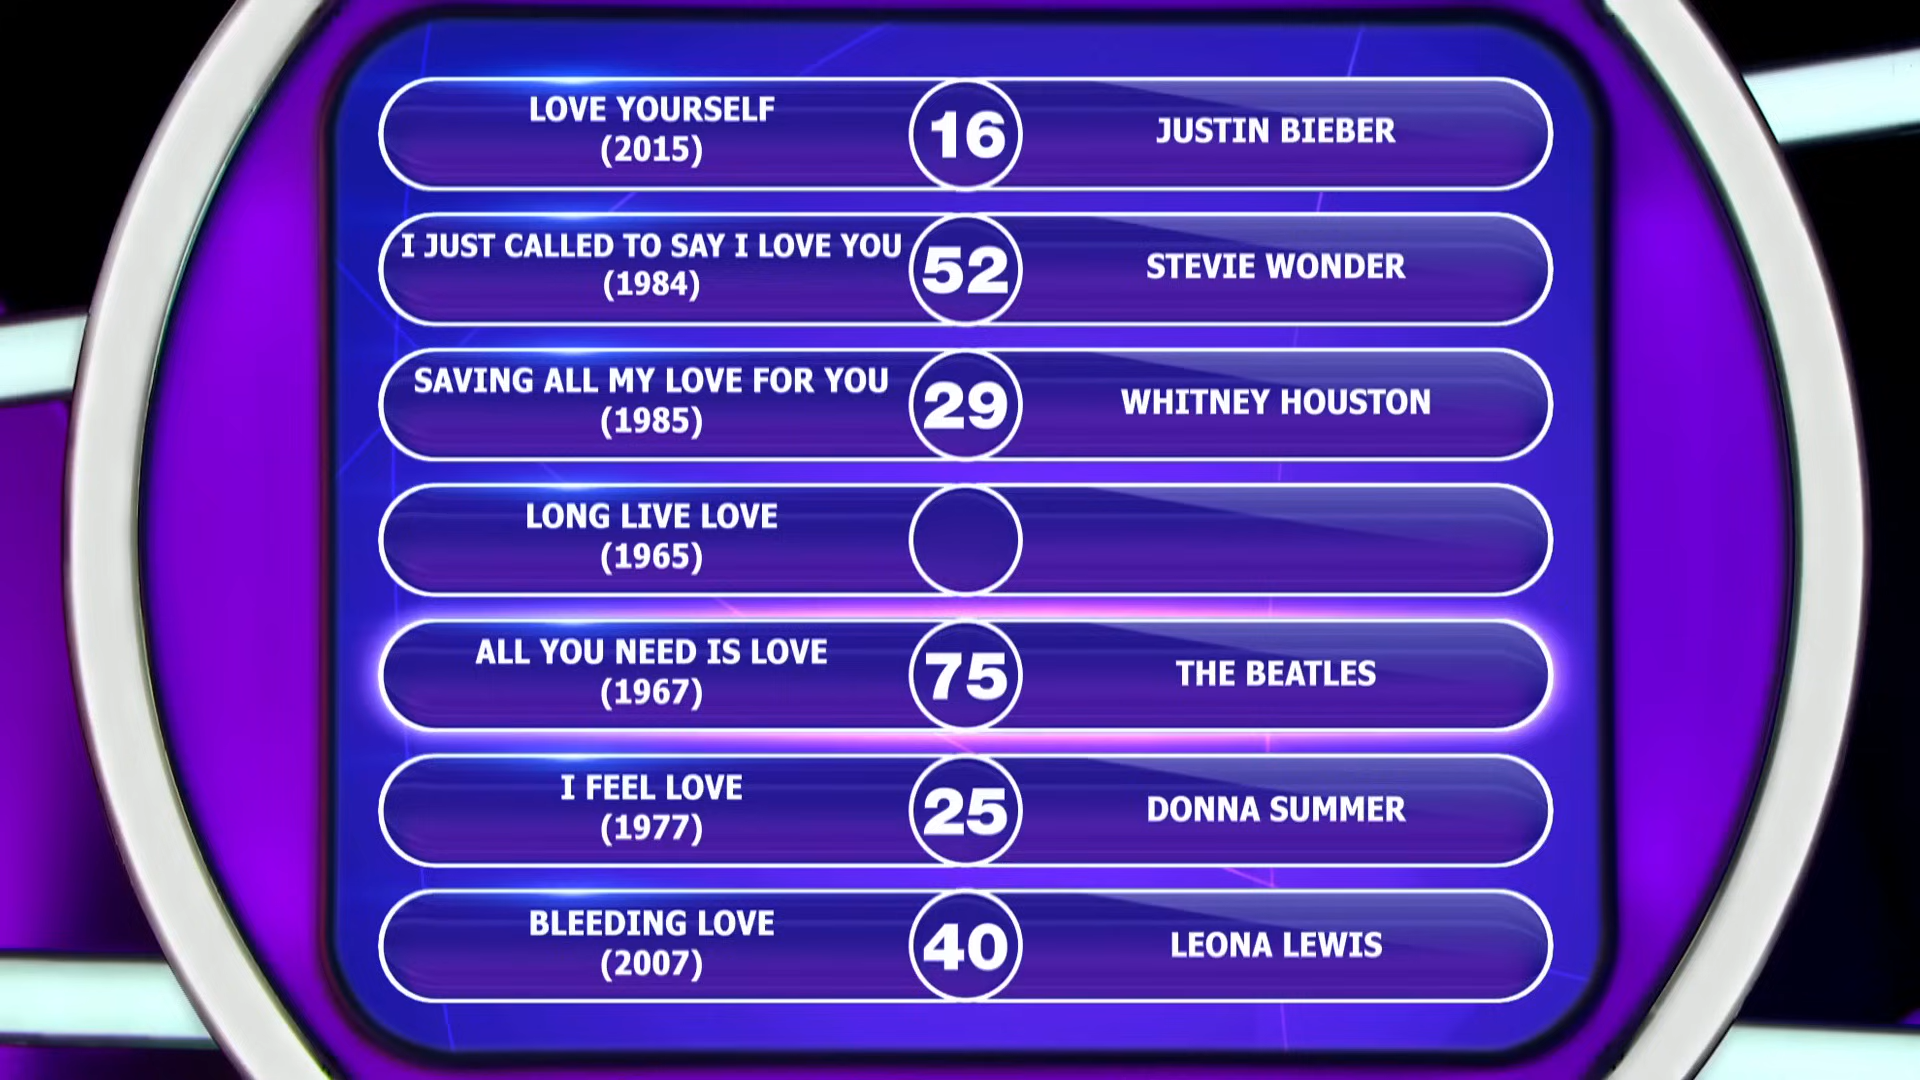 LOVE YOURSELF
(2015)
16
JUSTIN BIEBER
I JUST CALLED TO SAY I LOVE YOU
(1984)
52
STEVIE WONDER
SAVING ALL MY LOVE FOR YOU
(1985)
29
WHITNEY HOUSTON
LONG LIVE LOVE
(1965)
ALL YOU NEED IS LOVE
(1967)
75
THE BEATLES
I FEEL LOVE
(1977)
25
DONNA SUMMER
BLEEDING LOVE
(2007)
40
LEONA LEWIS